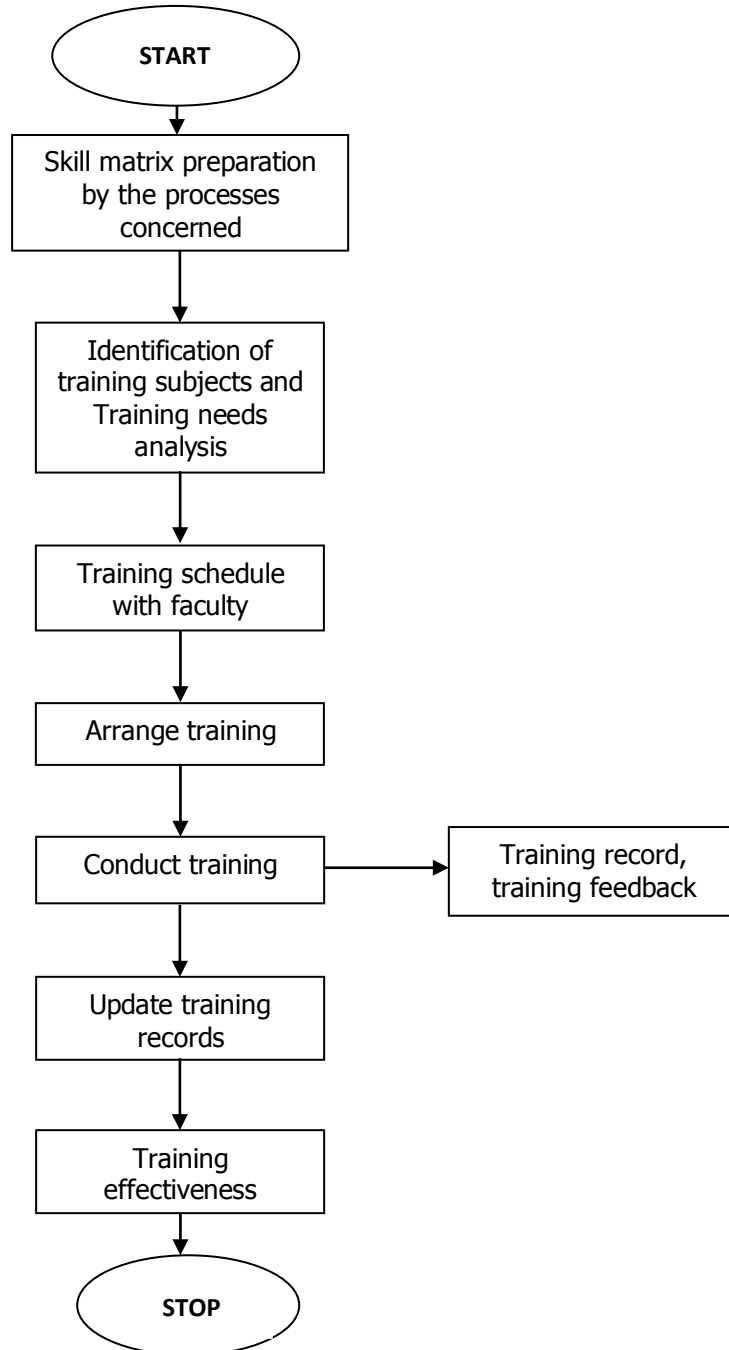 START
Skill matrix preparation
by the processes
concerned
Identification of
training subjects and
Training needs
analysis
Training schedule
with faculty
Arrange training
Conduct training
Training record,
training feedback
Update training
records
Training
effectiveness
STOP